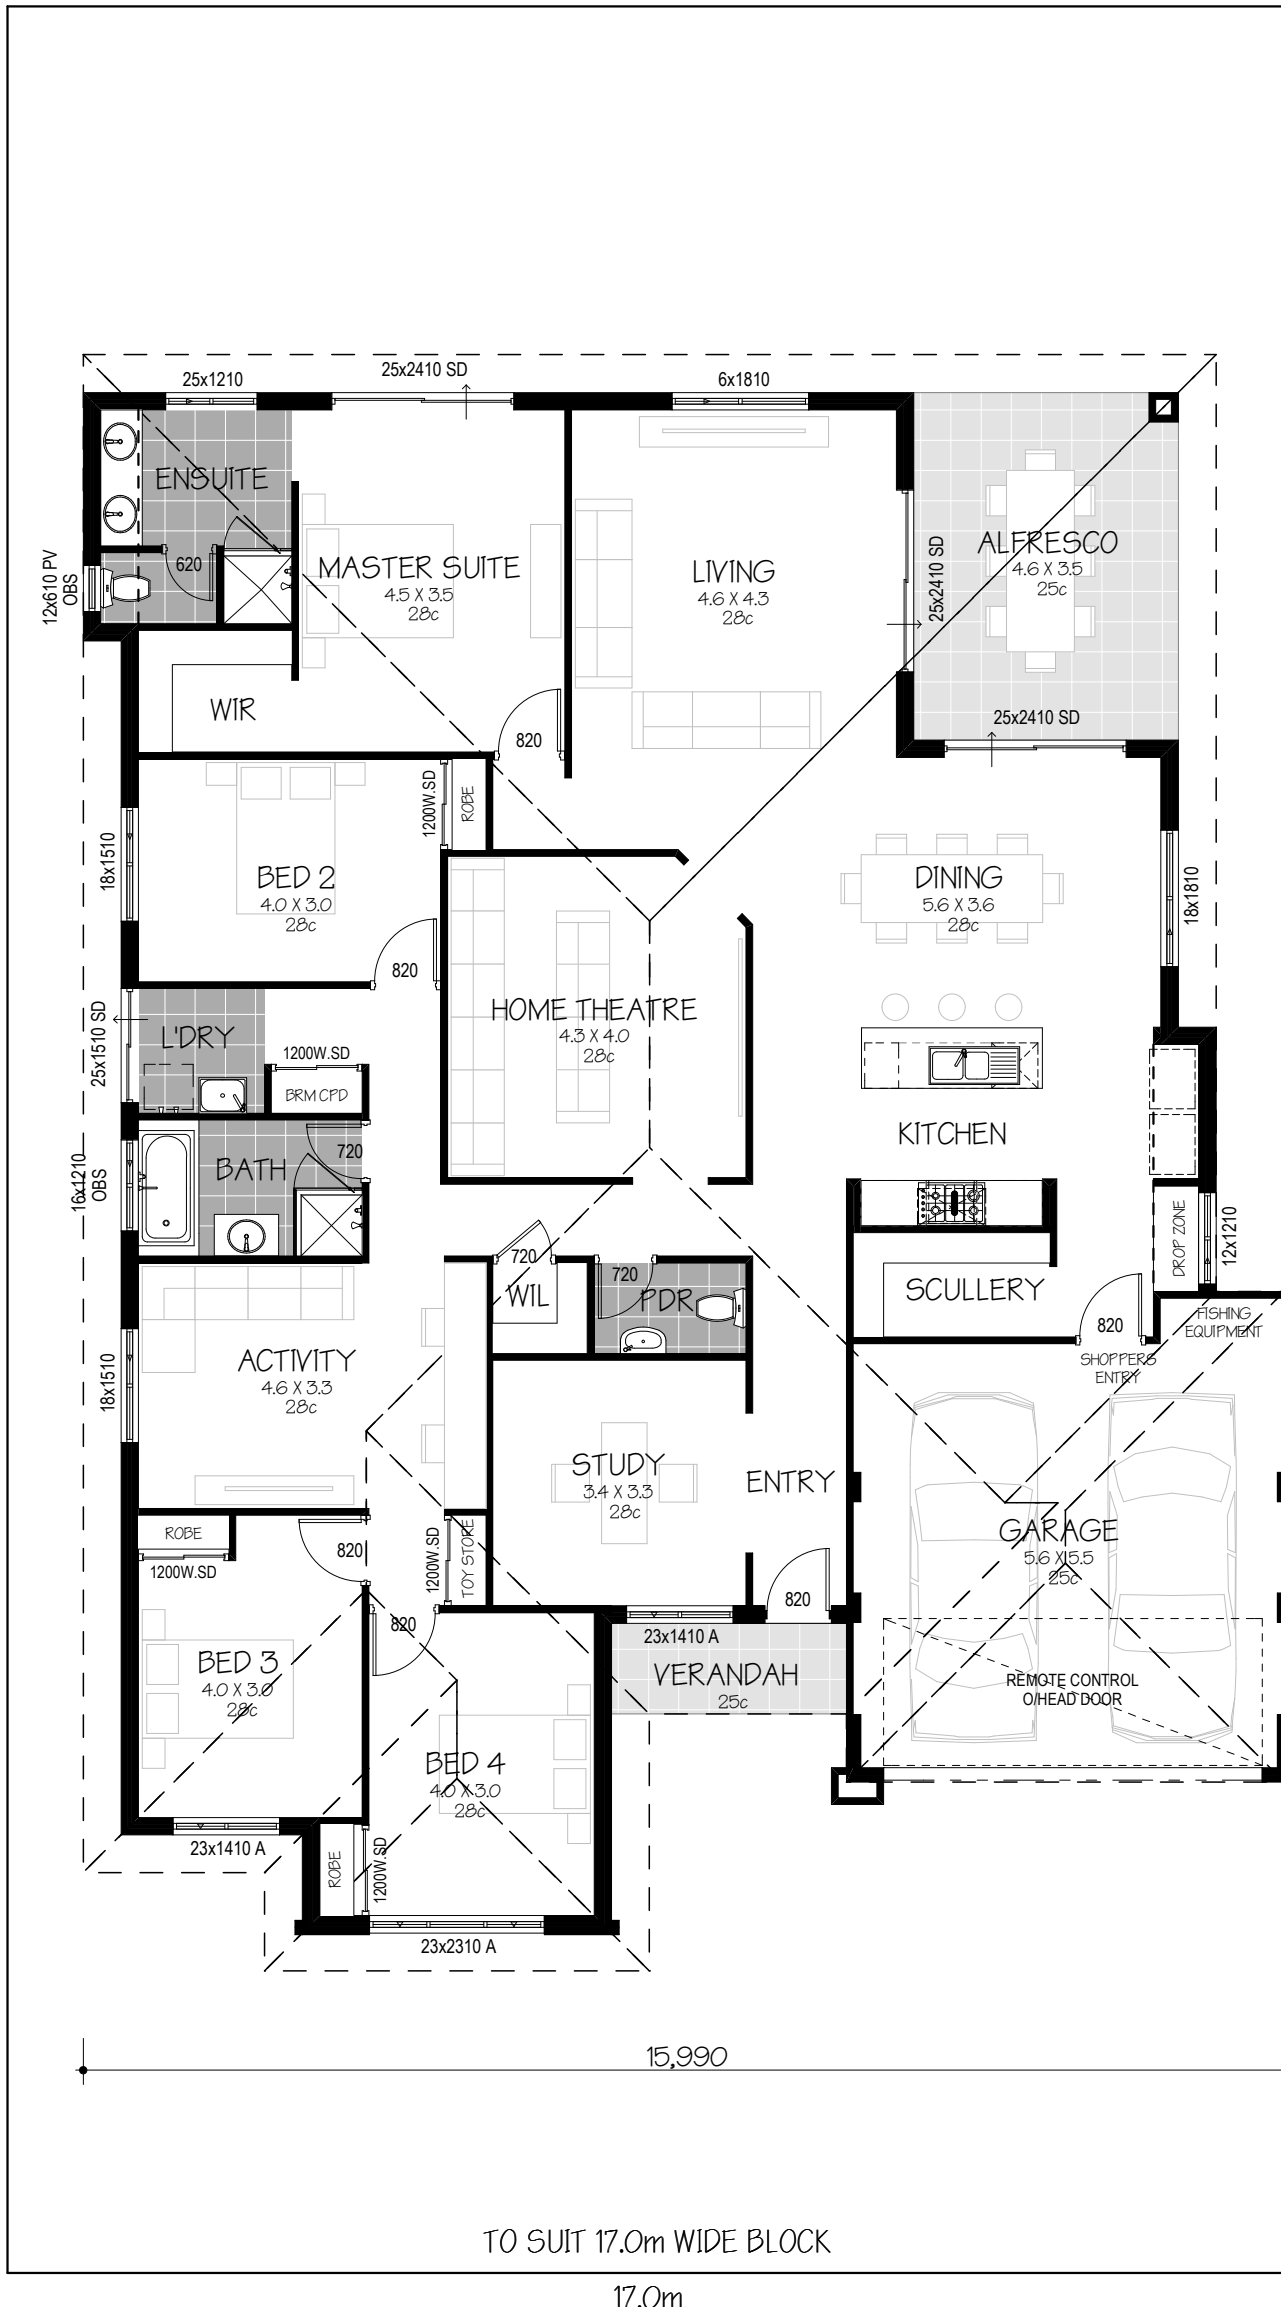 25x1210
25x2410 SD
6x1810
ENSUITE
620
12x610 PV
OBS
MASTER SUITE
4.5 X 3.5
28c
LIVING
4.6 X 4.3
28c
25x2410 SD
ALFRESCO
4.6 X 3.5
25c
25x2410 SD
WIR
820
1200W.SD
ROBE
18x1510
BED 2
4.0 X 3.0
28c
820
DINING
5.6 X 3.6
28c
18x1810
HOME THEATRE
4.3 X 4.0
28c
25x1510 SD
L'DRY
1200W.SD
BRM CPD
KITCHEN
16x1210
OBS
BATH
720
DROP ZONE
12x1210
720
WIL
720
PDR
SCULLERY
820
FISHING
EQUIPMENT
SHOPPERS
ENTRY
18x1510
ACTIVITY
4.6 X 3.3
28c
STUDY
3.4 X 3.3
28c
ENTRY
GARAGE
5.6 X 5.5
25c
ROBE
1200W.SD
820
1200W.SD
TOY STORE
820
820
23x1410 A
VERANDAH
25c
REMOTE CONTROL
O/HEAD DOOR
BED 3
4.0 X 3.0
28c
BED 4
4.0 X 3.0
28c
23x1410 A
ROBE
1200W.SD
23x2310 A
15,990
TO SUIT 17.0m WIDE BLOCK
17.0m